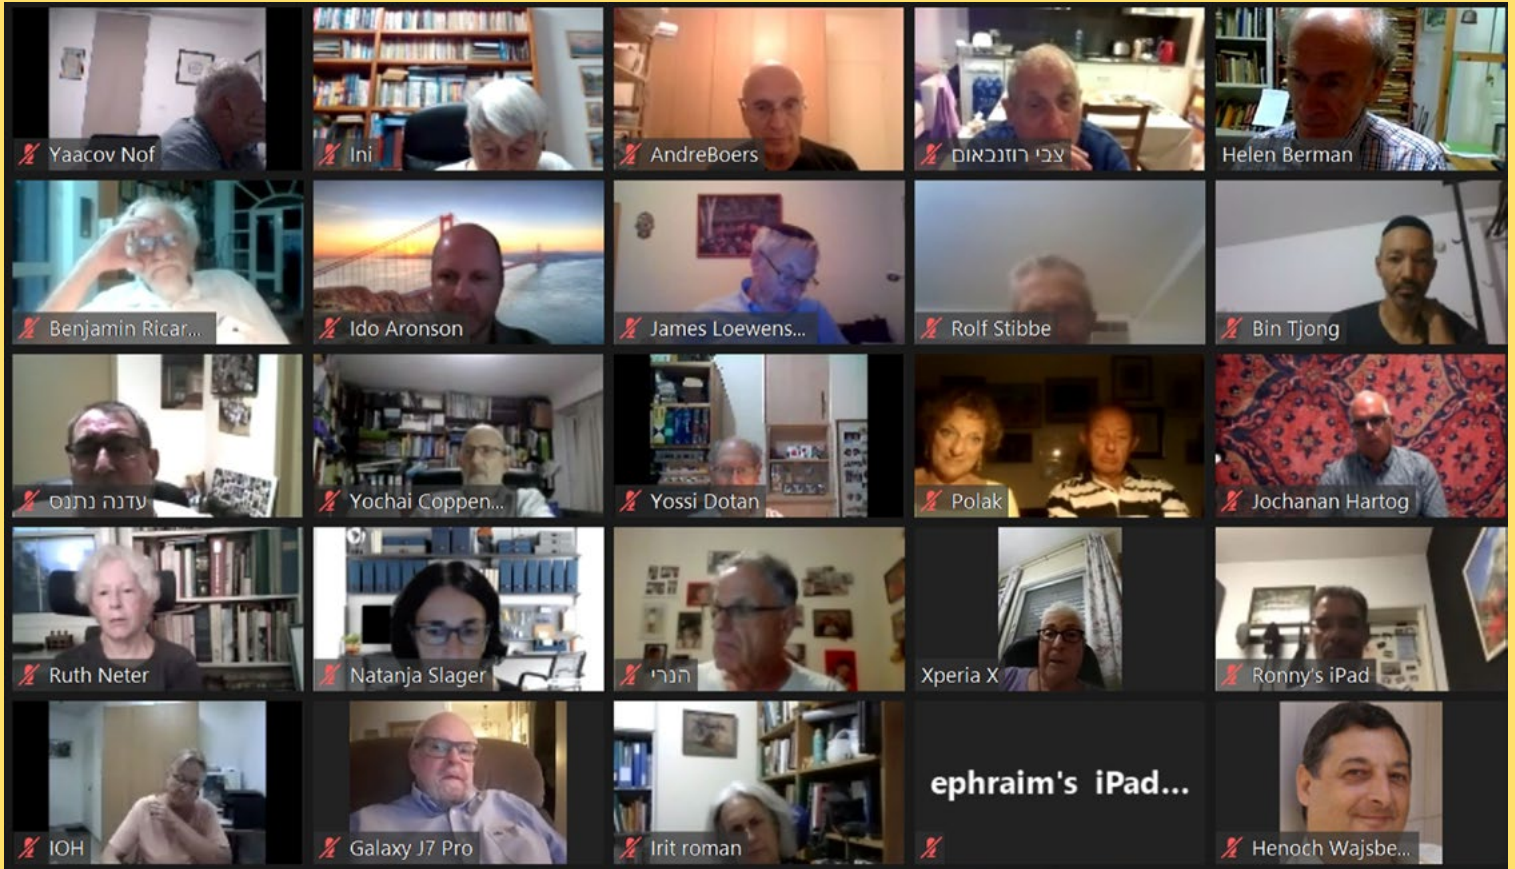 Yaacov Nof
Ini
AndreBoers
צבי רוזנבאום
Helen Berman
Benjamin Ricar...
Ido Aronson
James Loewens...
Rolf Stibbe
Bin Tjong
עדנה נתנס
Yochai Coppen...
Yossi Dotan
Polak
Jochanan Hartog
Ruth Neter
Natanja Slager
הנרי
Xperia X
Ronny's iPad
IOH
Galaxy J7 Pro
Irit roman
ephraim's iPad...
Henoch Wajsbe...